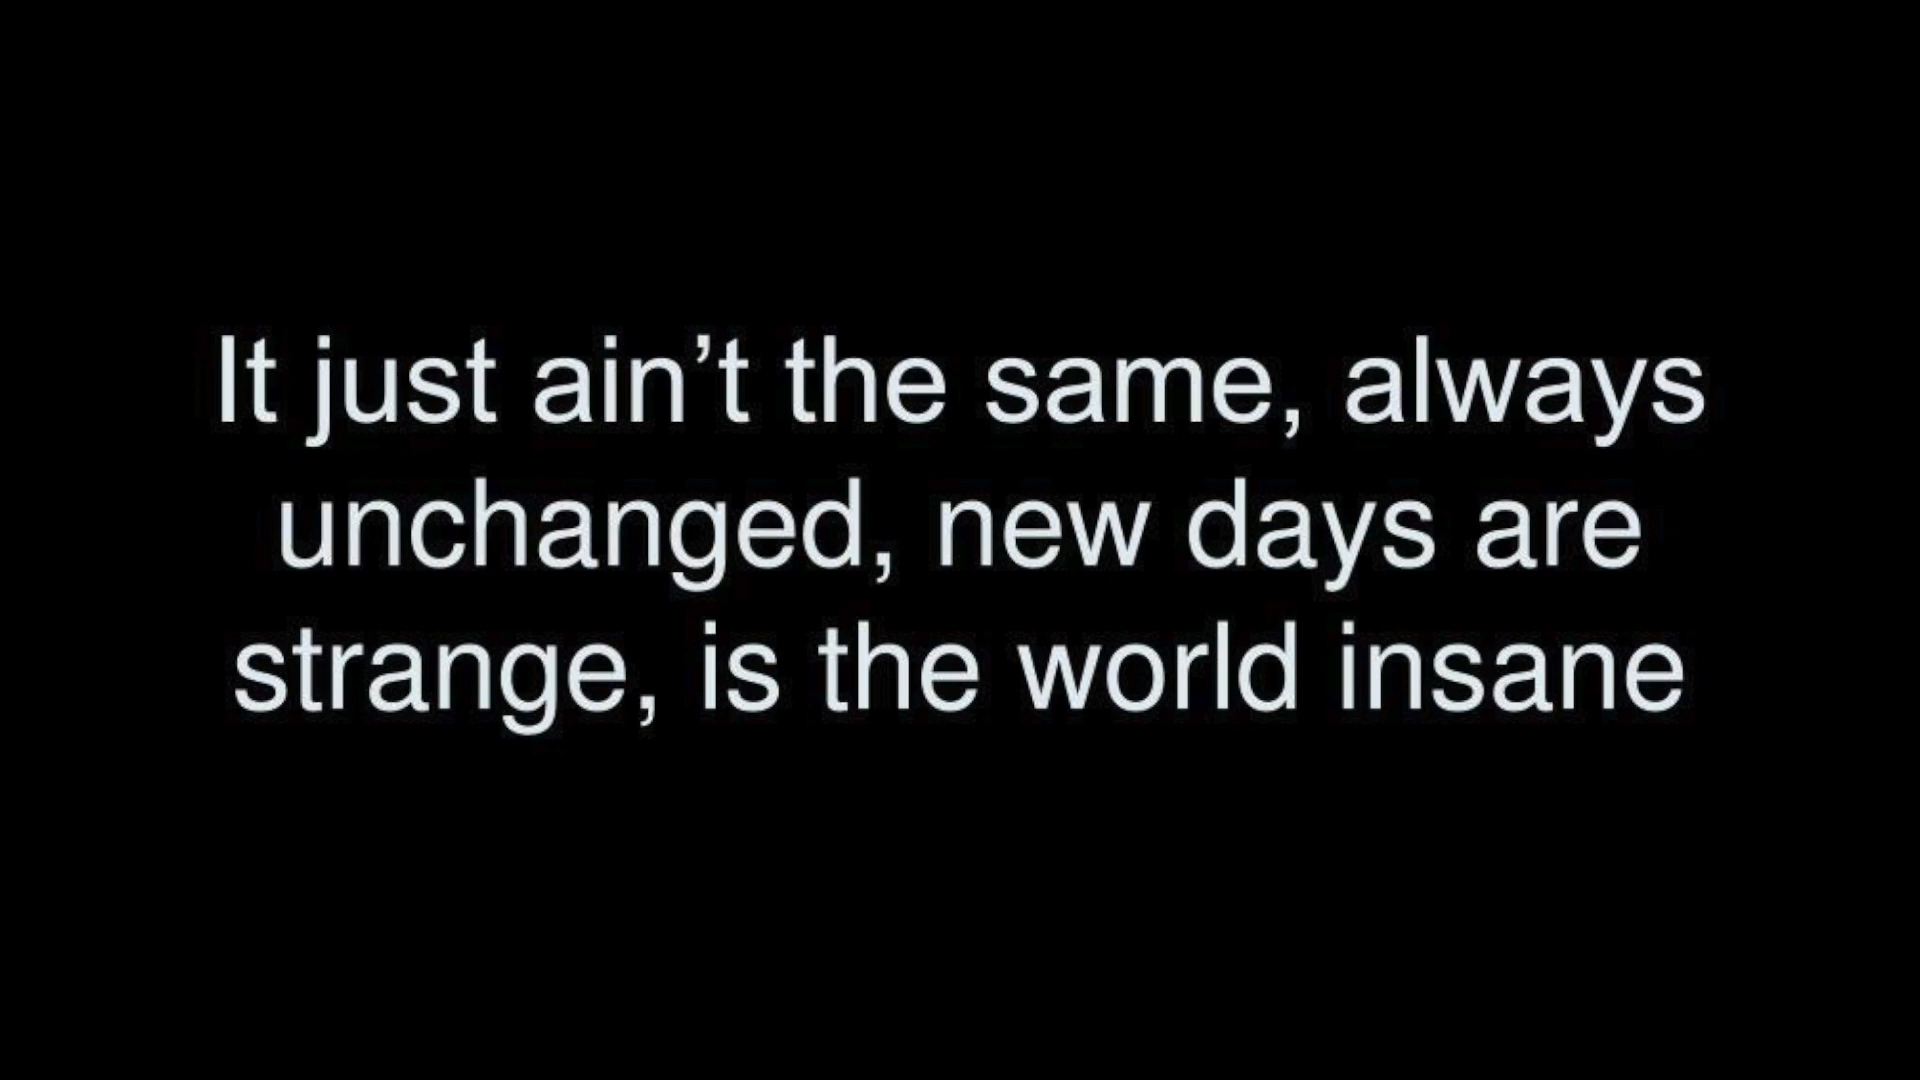 It just ain’t the same, always
unchanged, new days are
strange, is the world insane